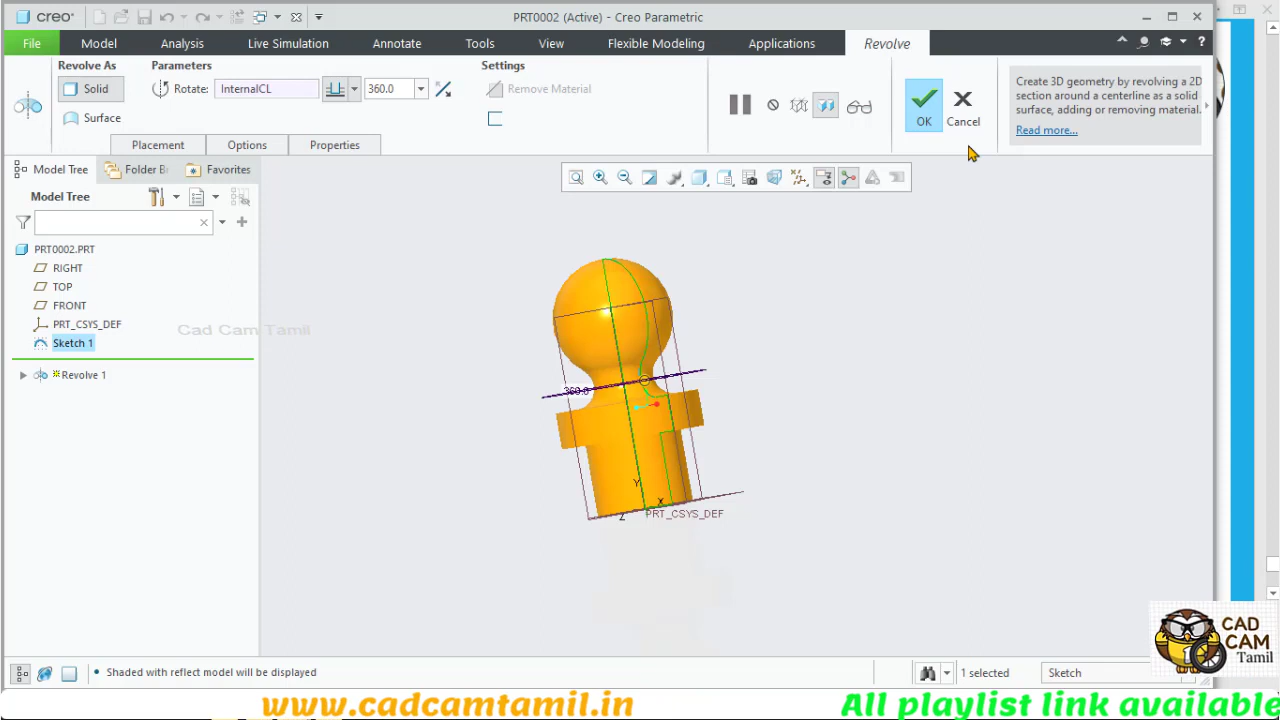 creo
PRT0002 (Active) - Creo Parametric
File
Model
Analysis
Live Simulation
Annotate
Tools
View
Flexible Modeling
Applications
Revolve
Revolve As
Parameters
Settings
Solid
Rotate:
InternalCL
360.0
Remove Material
Surface
OK
Cancel
Create 3D geometry by revolving a 2D
section around a centerline as a solid
surface, adding or removing material.
Read more...
Placement
Options
Properties
Model Tree
Folder B
Favorites
Model Tree
PRT0002.PRT
RIGHT
TOP
FRONT
PRT_CSYS_DEF
Sketch 1
Revolve 1
Cad Cam Tamil
360.0
Y
X
Z
PRT_CSYS_DEF
• Shaded with reflect model will be displayed
1 selected
Sketch
CAD
CAM
Tamil
www.cadcamtamil.in
All playlist link available